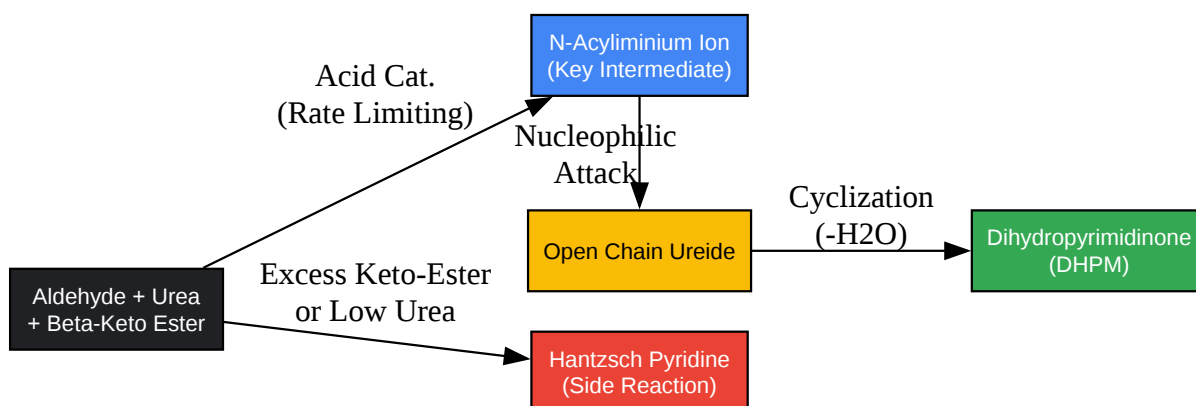 N-Acyliminium Ion
(Key Intermediate)
Acid Cat.
(Rate Limiting)
Nucleophilic
Attack
Cyclization
(-H2O)
Open Chain Ureide
Dihydropyrimidinone
(DHPM)
Aldehyde + Urea
+ Beta-Keto Ester
Excess Keto-Ester
or Low Urea
Hantzsch Pyridine
(Side Reaction)